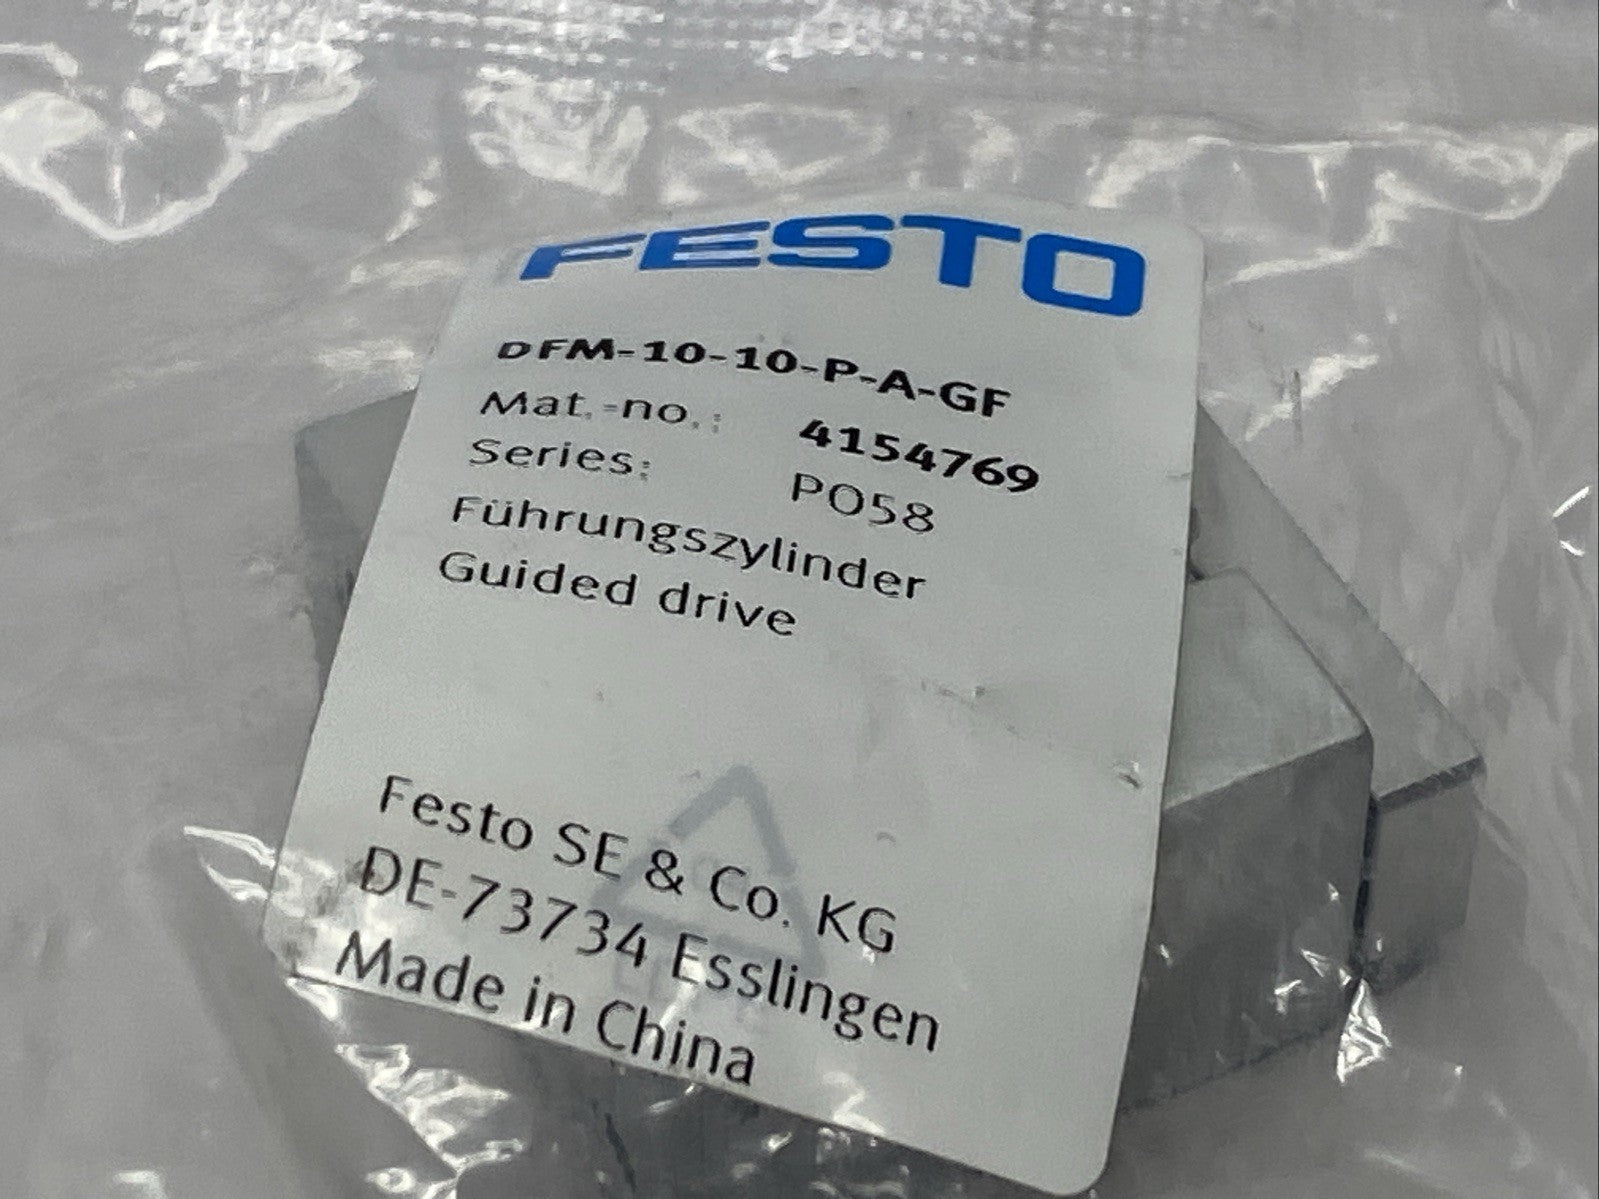 FESTO
DFM-10-10-P-A-GF
Mat.-no.: 4154769
Series: PO58
Führungszylinder
Guided drive
Festo SE & Co. KG
DE-73734 Esslingen
Made in China